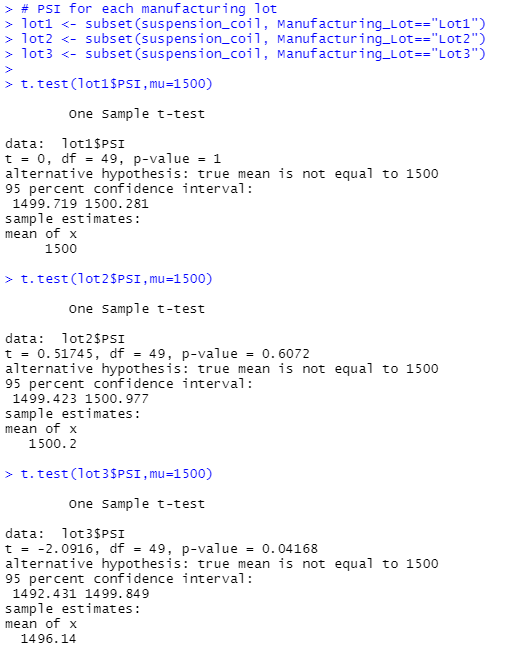 > # PSI for each manufacturing lot
> lot1 <- subset(suspension_coil, Manufacturing_Lot=="Lot1")
> lot2 <- subset(suspension_coil, Manufacturing_Lot=="Lot2")
> lot3 <- subset(suspension_coil, Manufacturing_Lot=="Lot3")
>
> t.test(lot1$PSI,mu=1500)
One Sample t-test
data:  lot1$PSI
t = 0, df = 49, p-value = 1
alternative hypothesis: true mean is not equal to 1500
95 percent confidence interval:
1499.719 1500.281
sample estimates:
mean of x
1500
> t.test(lot2$PSI,mu=1500)
One Sample t-test
data:  lot2$PSI
t = 0.51745, df = 49, p-value = 0.6072
alternative hypothesis: true mean is not equal to 1500
95 percent confidence interval:
1499.423 1500.977
sample estimates:
mean of x
1500.2
> t.test(lot3$PSI,mu=1500)
One Sample t-test
data:  lot3$PSI
t = -2.0916, df = 49, p-value = 0.04168
alternative hypothesis: true mean is not equal to 1500
95 percent confidence interval:
1492.431 1499.849
sample estimates:
mean of x
1496.14